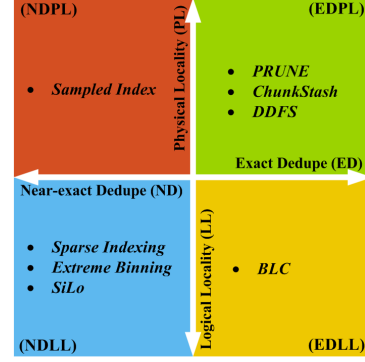 (NDPL)
(EDPL)
Physical Locality (PL)
• Sampled Index
• PRUNE
• ChunkStash
• DDFS
Exact Dedupe (ED)
Near-exact Dedupe (ND)
Logical Locality (LL)
• Sparse Indexing
• Extreme Binning
• SiLo
• BLC
(NDLL)
(EDLL)